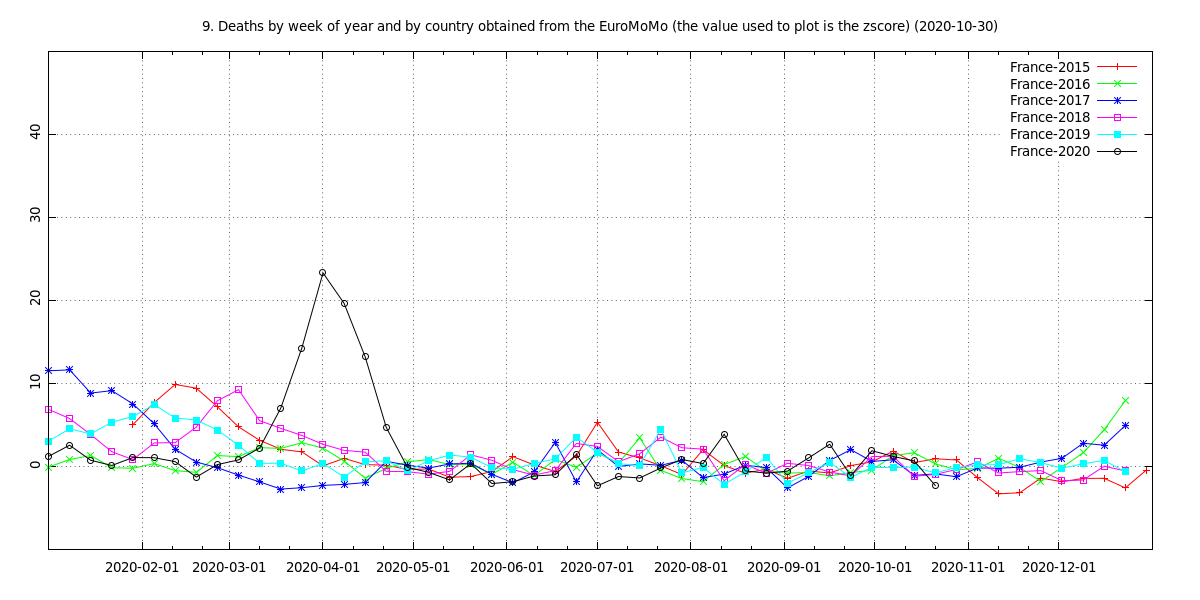 9. Deaths by week of year and by country obtained from the EuroMoMo (the value used to plot is the zscore) (2020-10-30)
France-2015
France-2016
France-2017
France-2018
France-2019
France-2020
40
30
20
10
0
2020-02-01 2020-03-01 2020-04-01 2020-05-01 2020-06-01 2020-07-01 2020-08-01 2020-09-01 2020-10-01 2020-11-01 2020-12-01